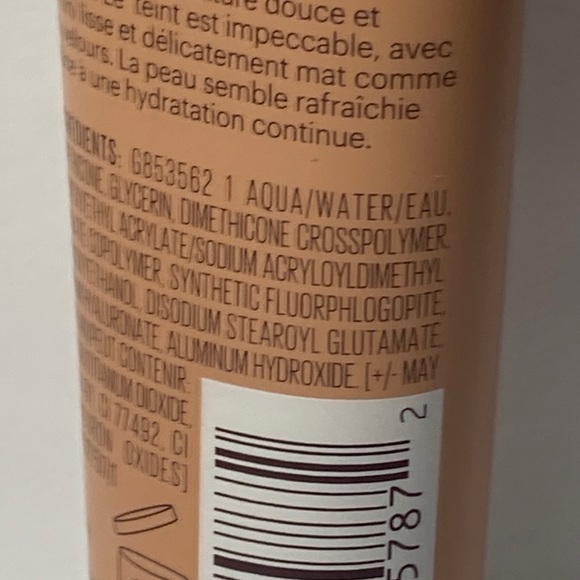 douce et
teint est impeccable, avec
lisse et délicatement mat comme
La peau semble rafraîchie
à une hydratation continue.
G853562 1 AQUA/WATER/EAU,
GLYCERIN, DIMETHICONE CROSSPOLYMER,
ACRYLATE/SODIUM ACRYLOYLDIMETHYL
COPOLYMER, SYNTHETIC FLUORPHLOGOPITE,
DISODIUM STEAROYL GLUTAMATE,
ALUMINUM HYDROXIDE. [+/- MAY
CONTENIR:
DIOXIDE,
CI 77492, CI
OXIDES]
5787 2